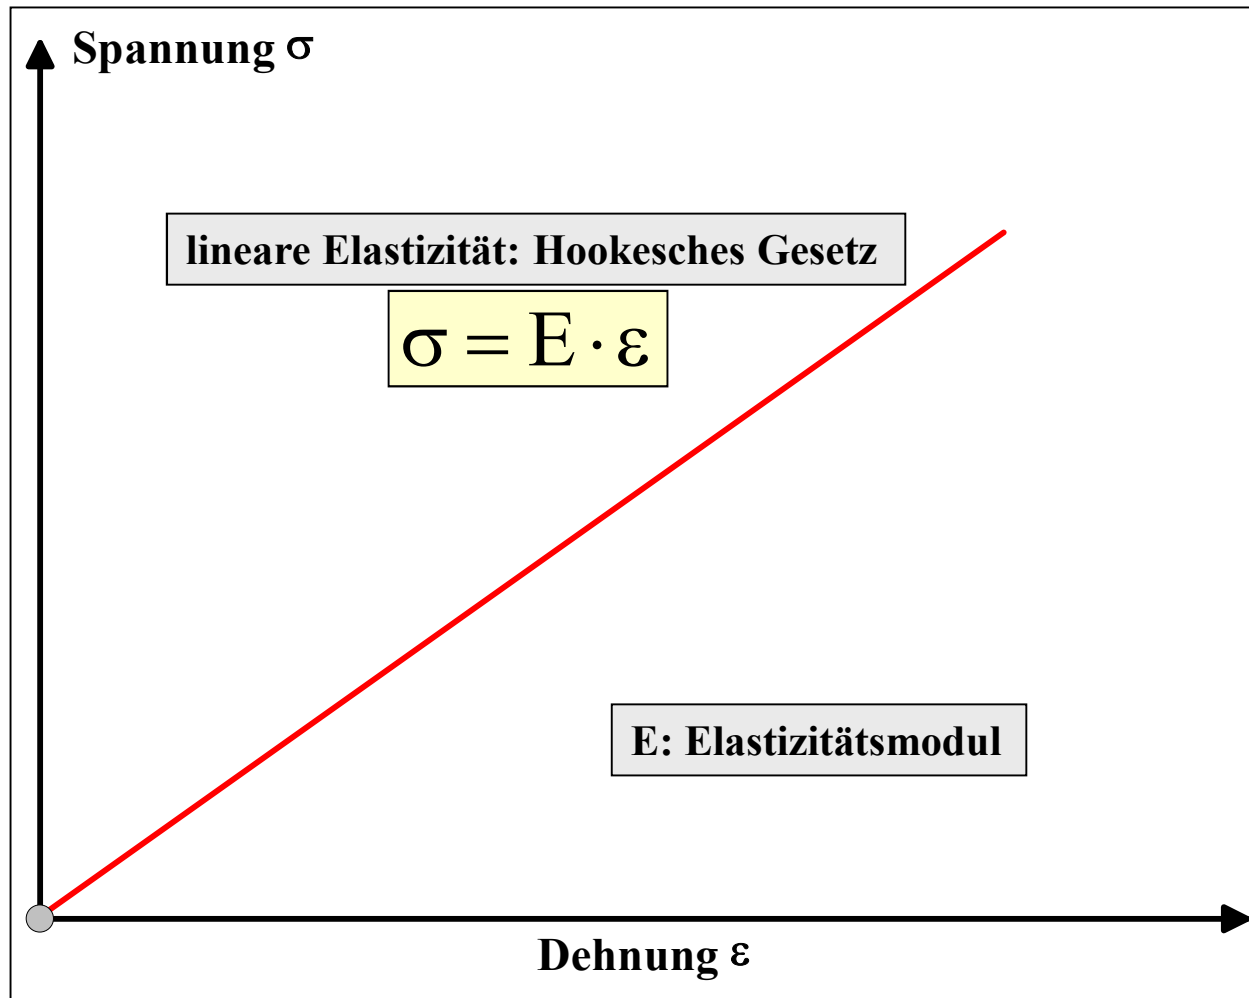 Spannung σ
lineare Elastizität: Hookesches Gesetz
σ = E · ε
E: Elastizitätsmodul
Dehnung ε